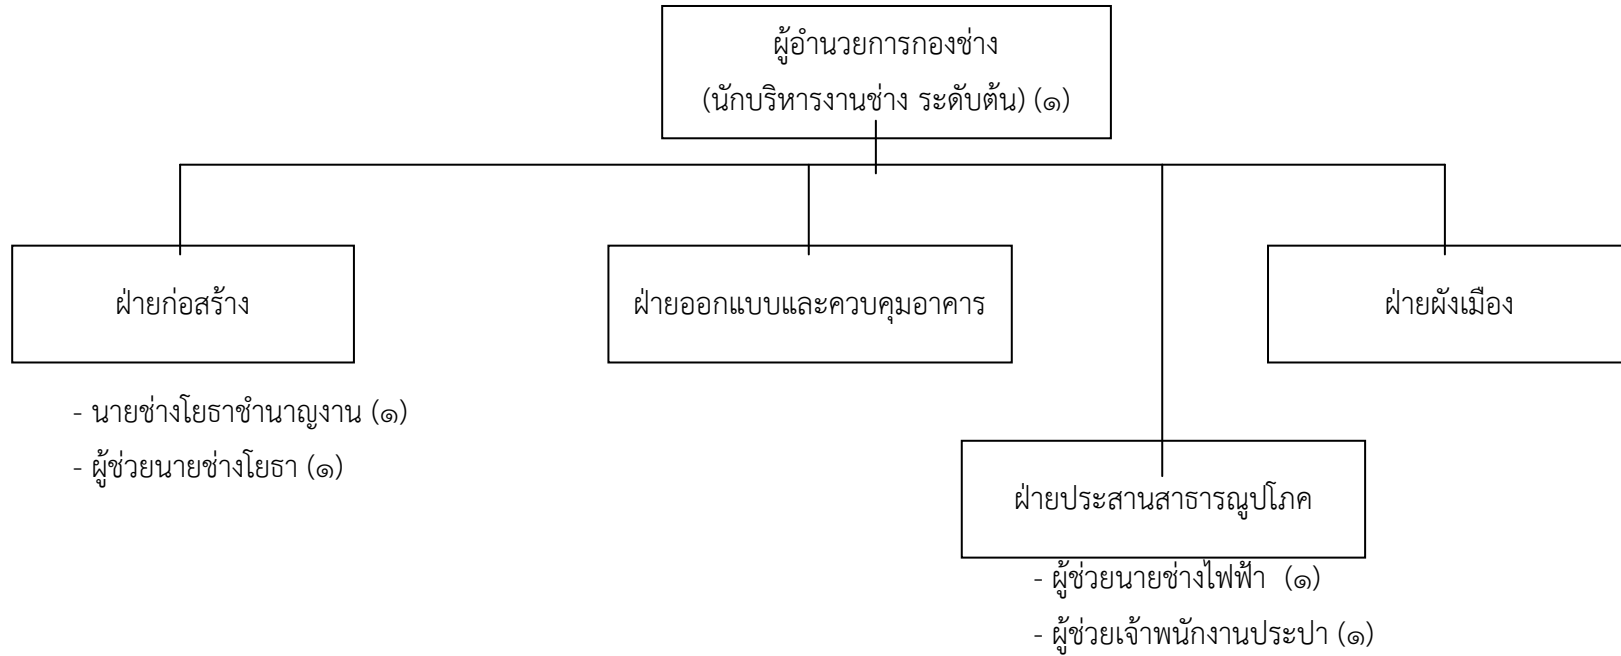 ผู้อำนวยการกองช่าง
(นักบริหารงานช่าง ระดับต้น) (๑)
ฝ่ายก่อสร้าง
ฝ่ายออกแบบและควบคุมอาคาร
ฝ่ายผังเมือง
- นายช่างโยธาชำนาญงาน (๑)
- ผู้ช่วยนายช่างโยธา (๑)
ฝ่ายประสานสาธารณูปโภค
- ผู้ช่วยนายช่างไฟฟ้า (๑)
- ผู้ช่วยเจ้าพนักงานประปา (๑)